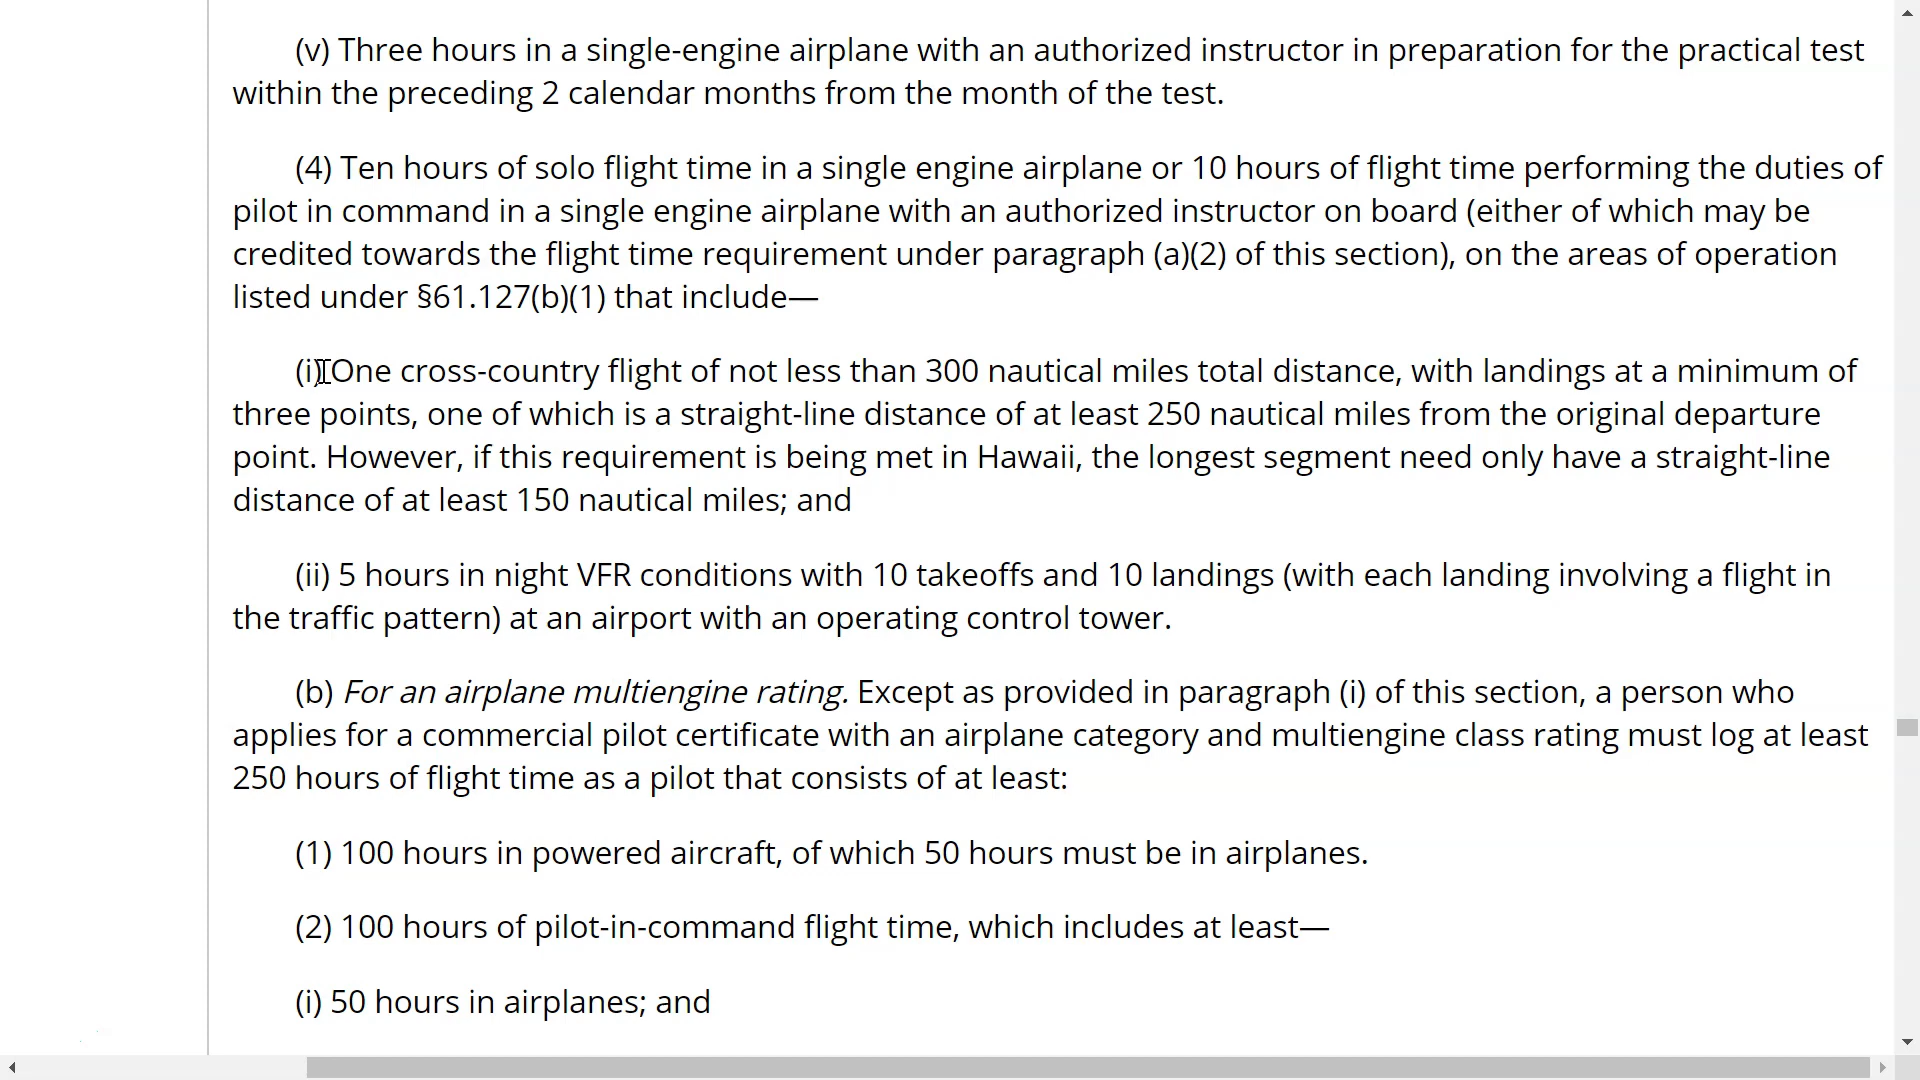 (v) Three hours in a single-engine airplane with an authorized instructor in preparation for the practical test
within the preceding 2 calendar months from the month of the test.
(4) Ten hours of solo flight time in a single engine airplane or 10 hours of flight time performing the duties of
pilot in command in a single engine airplane with an authorized instructor on board (either of which may be
credited towards the flight time requirement under paragraph (a)(2) of this section), on the areas of operation
listed under §61.127(b)(1) that include—
(i) One cross-country flight of not less than 300 nautical miles total distance, with landings at a minimum of
three points, one of which is a straight-line distance of at least 250 nautical miles from the original departure
point. However, if this requirement is being met in Hawaii, the longest segment need only have a straight-line
distance of at least 150 nautical miles; and
(ii) 5 hours in night VFR conditions with 10 takeoffs and 10 landings (with each landing involving a flight in
the traffic pattern) at an airport with an operating control tower.
(b) For an airplane multiengine rating. Except as provided in paragraph (i) of this section, a person who
applies for a commercial pilot certificate with an airplane category and multiengine class rating must log at least
250 hours of flight time as a pilot that consists of at least:
(1) 100 hours in powered aircraft, of which 50 hours must be in airplanes.
(2) 100 hours of pilot-in-command flight time, which includes at least—
(i) 50 hours in airplanes; and